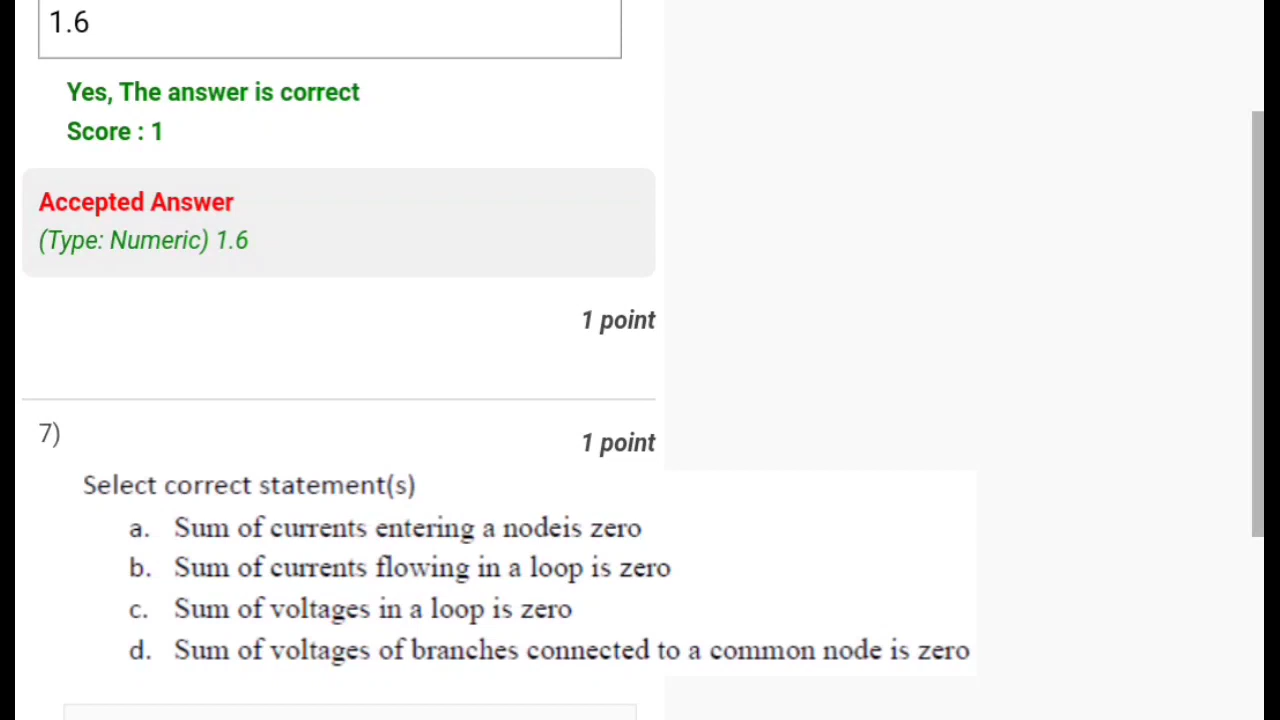 1.6
Yes, The answer is correct
Score : 1
Accepted Answer
(Type: Numeric) 1.6
1 point
7)
1 point
Select correct statement(s)
a. Sum of currents entering a nodeis zero
b. Sum of currents flowing in a loop is zero
c. Sum of voltages in a loop is zero
d. Sum of voltages of branches connected to a common node is zero